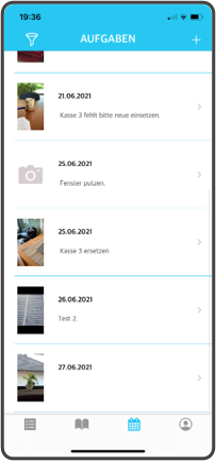 19:36
AUFGABEN
21.06.2021
Kasse 3 fehlt bitte neue einsetzen.
25.06.2021
Fenster putzen.
25.06.2021
Kasse 3 ersetzen
26.06.2021
Test 2.
27.06.2021